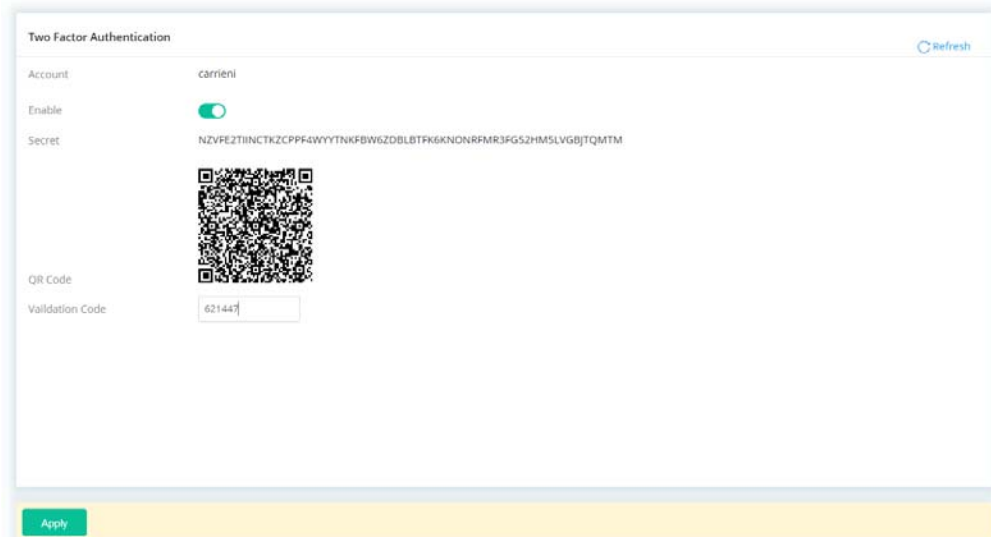 Two Factor Authentication
Refresh
Account carrieni
Enable
Secret NZVFE2TIINCTKZCPPF4WYYTNKFBW6ZDBLBTFK6KNONRFMR3FG52HM5LVGBJTQMTM
QR Code
Vaildation Code 621447
Apply